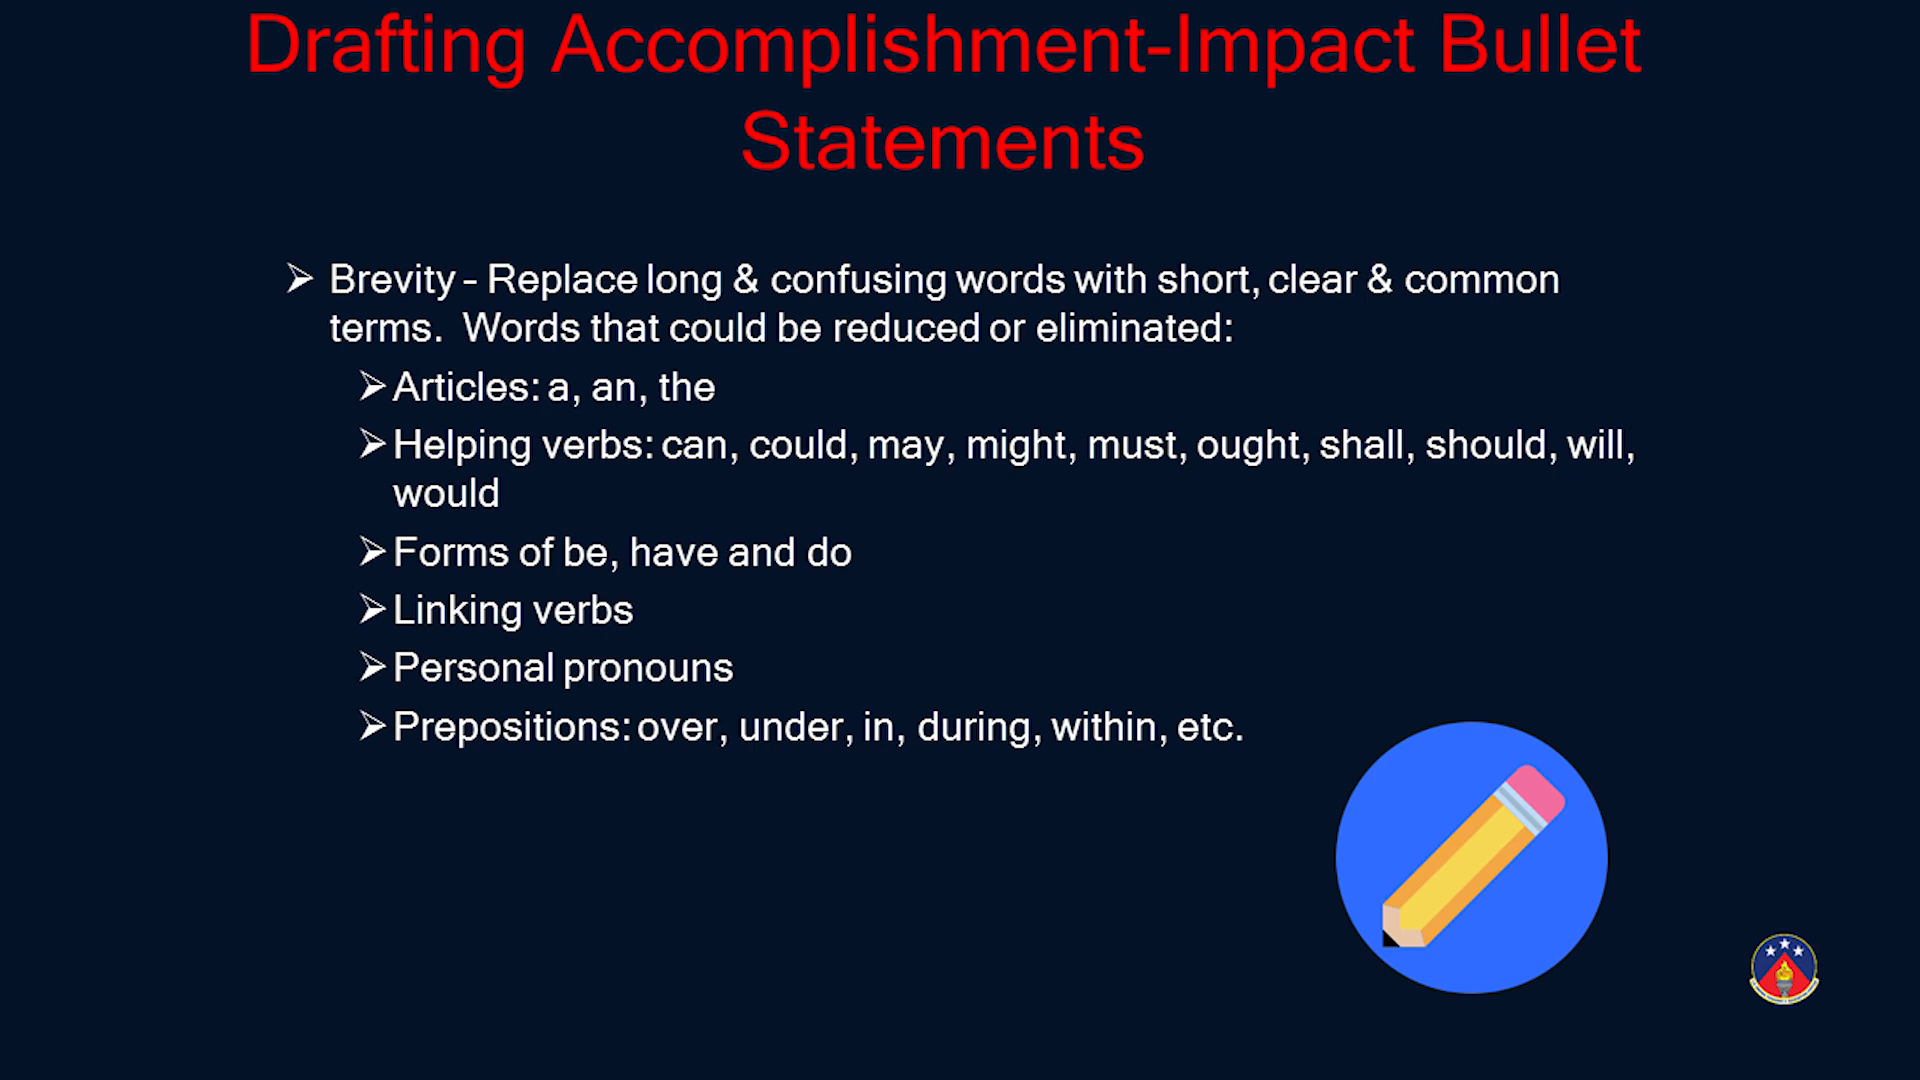 Drafting Accomplishment-Impact Bullet
Statements
Brevity – Replace long & confusing words with short, clear & common
terms.  Words that could be reduced or eliminated:
Articles: a, an, the
Helping verbs: can, could, may, might, must, ought, shall, should, will,
would
Forms of be, have and do
Linking verbs
Personal pronouns
Prepositions: over, under, in, during, within, etc.